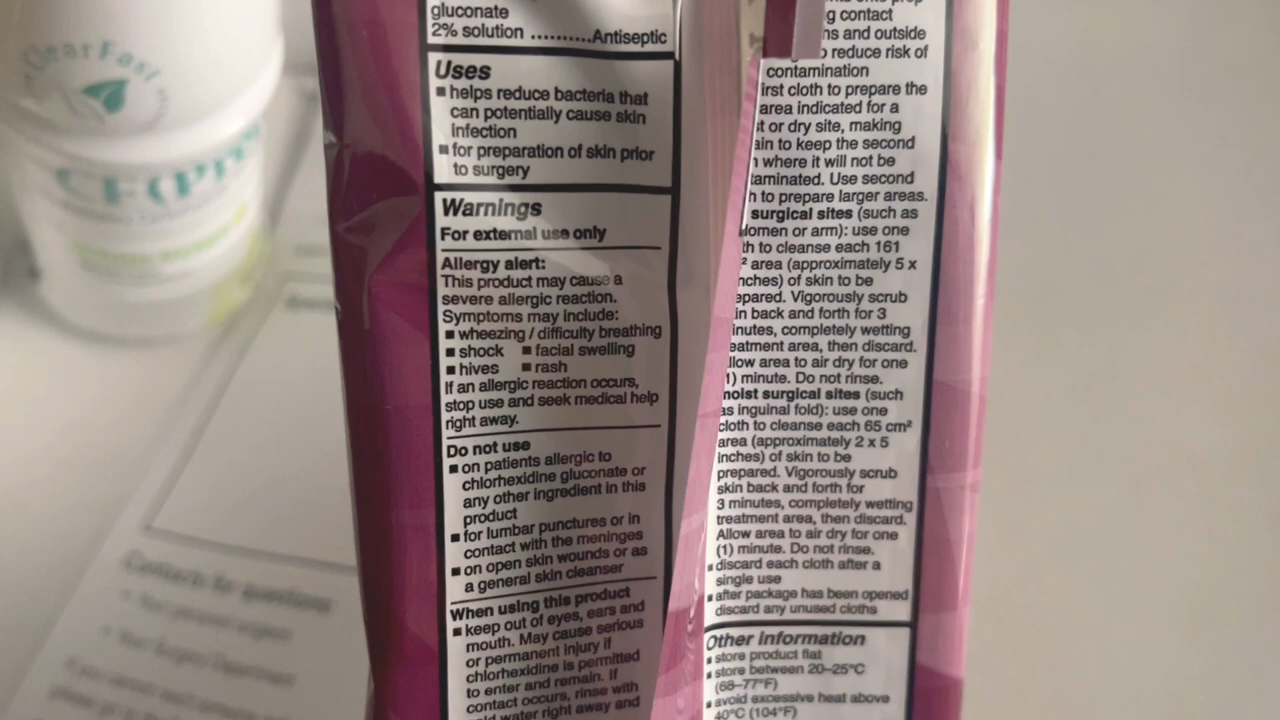 ClearFast
CF(Pre
Contacts for questions
gluconate
2% solution ..........Antiseptic
Uses
■ helps reduce bacteria that
can potentially cause skin
infection
■ for preparation of skin prior
to surgery
Warnings
For external use only
Allergy alert:
This product may cause a
severe allergic reaction.
Symptoms may include:
■ wheezing / difficulty breathing
■ shock ■ facial swelling
■ hives ■ rash
If an allergic reaction occurs,
stop use and seek medical help
right away.
Do not use
■ on patients allergic to
chlorhexidine gluconate or
any other ingredient in this
product
■ for lumbar punctures or in
contact with the meninges
■ on open skin wounds or as
a general skin cleanser
When using this product
■ keep out of eyes, ears and
mouth. May cause serious
or permanent injury if
chlorhexidine is permitted
to enter and remain. If
contact occurs, rinse with
water right away and
g contact
ns and outside
o reduce risk of
contamination
irst cloth to prepare the
area indicated for a
st or dry site, making
ain to keep the second
h where it will not be
taminated. Use second
h to prepare larger areas.
surgical sites (such as
domen or arm): use one
th to cleanse each 161
² area (approximately 5 x
nches) of skin to be
epared. Vigorously scrub
in back and forth for 3
inutes, completely wetting
eatment area, then discard.
llow area to air dry for one
1) minute. Do not rinse.
moist surgical sites (such
as inguinal fold): use one
cloth to cleanse each 65 cm²
area (approximately 2 x 5
inches) of skin to be
prepared. Vigorously scrub
skin back and forth for
3 minutes, completely wetting
treatment area, then discard.
Allow area to air dry for one
(1) minute. Do not rinse.
■ discard each cloth after a
single use
■ after package has been opened
discard any unused cloths
Other information
■ store product flat
■ store between 20–25°C
(68–77°F)
■ avoid excessive heat above
40°C (104°F)